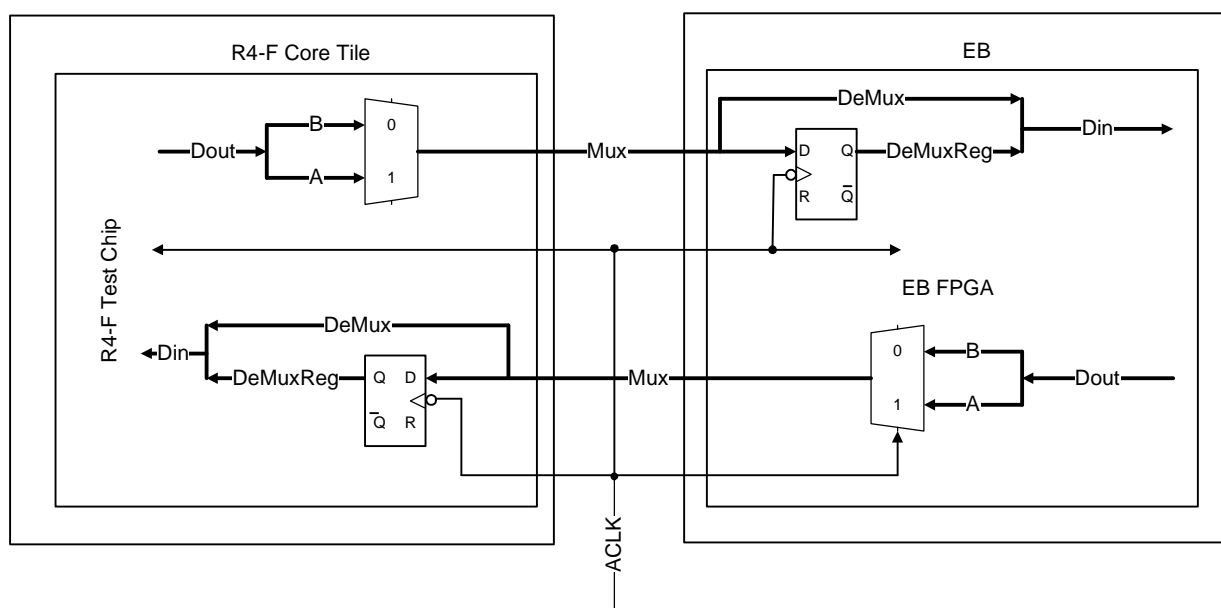 R4-F Core Tile
EB
B
0
Dout
A
1
Mux
DeMux
D Q
DeMuxReg
R Q̅
Din
R4-F Test Chip
EB FPGA
DeMux
Din
DeMuxReg
Q D
Q̅ R
Mux
0
B
1
A
Dout
ACLK